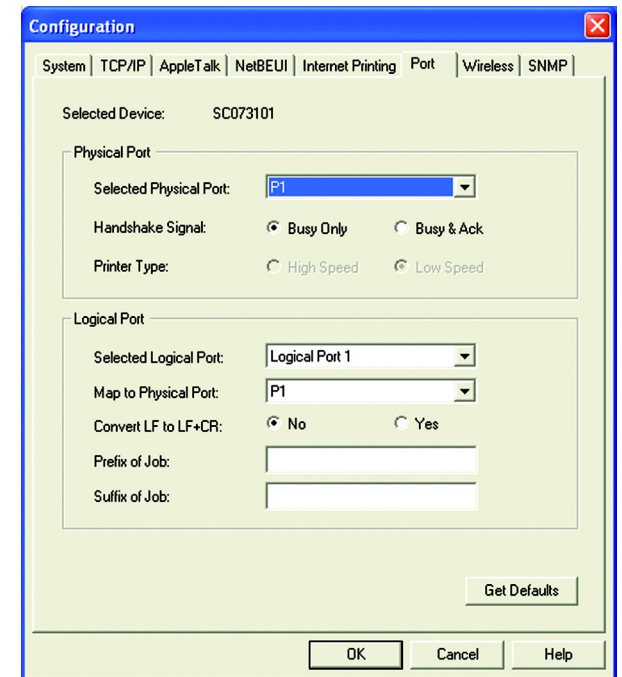 Configuration
System TCP/IP AppleTalk NetBEUI Internet Printing Port Wireless SNMP
Selected Device: SC073101
Physical Port
Selected Physical Port: P1
Handshake Signal: Busy Only Busy & Ack
Printer Type: High Speed Low Speed
Logical Port
Selected Logical Port: Logical Port 1
Map to Physical Port: P1
Convert LF to LF+CR: No Yes
Prefix of Job:
Suffix of Job:
Get Defaults
OK Cancel Help